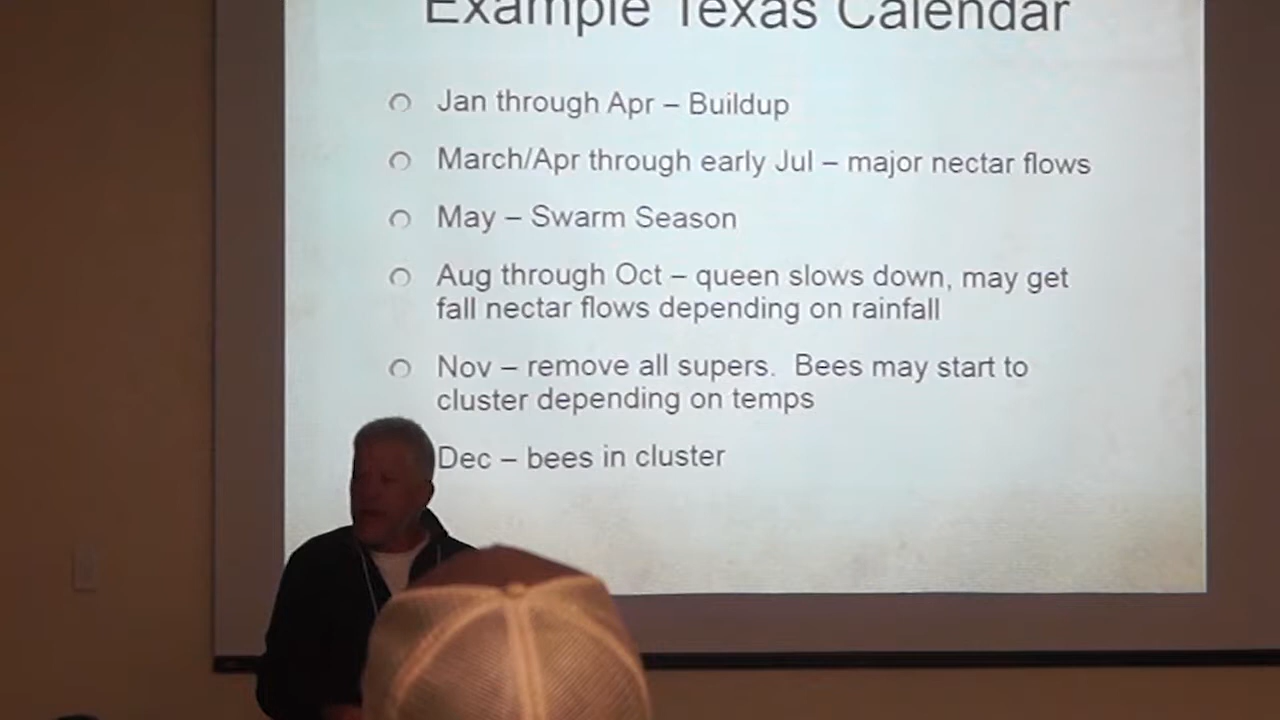 Example Texas Calendar
Jan through Apr – Buildup
March/Apr through early Jul – major nectar flows
May – Swarm Season
Aug through Oct – queen slows down, may get
fall nectar flows depending on rainfall
Nov – remove all supers.  Bees may start to
cluster depending on temps
Dec – bees in cluster